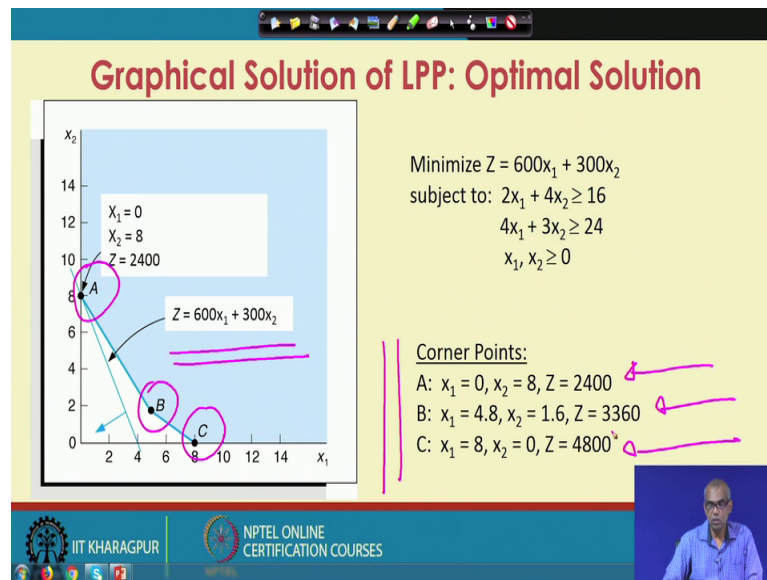 Graphical Solution of LPP: Optimal Solution
x₂
14
12
10
8
6
4
2
0
X₁ = 0
X₂ = 8
Z = 2400
A
Z = 600x₁ + 300x₂
B
C
2 4 6 8 10 12 14 x₁
Minimize Z = 600x₁ + 300x₂
subject to: 2x₁ + 4x₂ ≥ 16
4x₁ + 3x₂ ≥ 24
x₁, x₂ ≥ 0
Corner Points:
A: x₁ = 0, x₂ = 8, Z = 2400
B: x₁ = 4.8, x₂ = 1.6, Z = 3360
C: x₁ = 8, x₂ = 0, Z = 4800
IIT KHARAGPUR
NPTEL ONLINE
CERTIFICATION COURSES